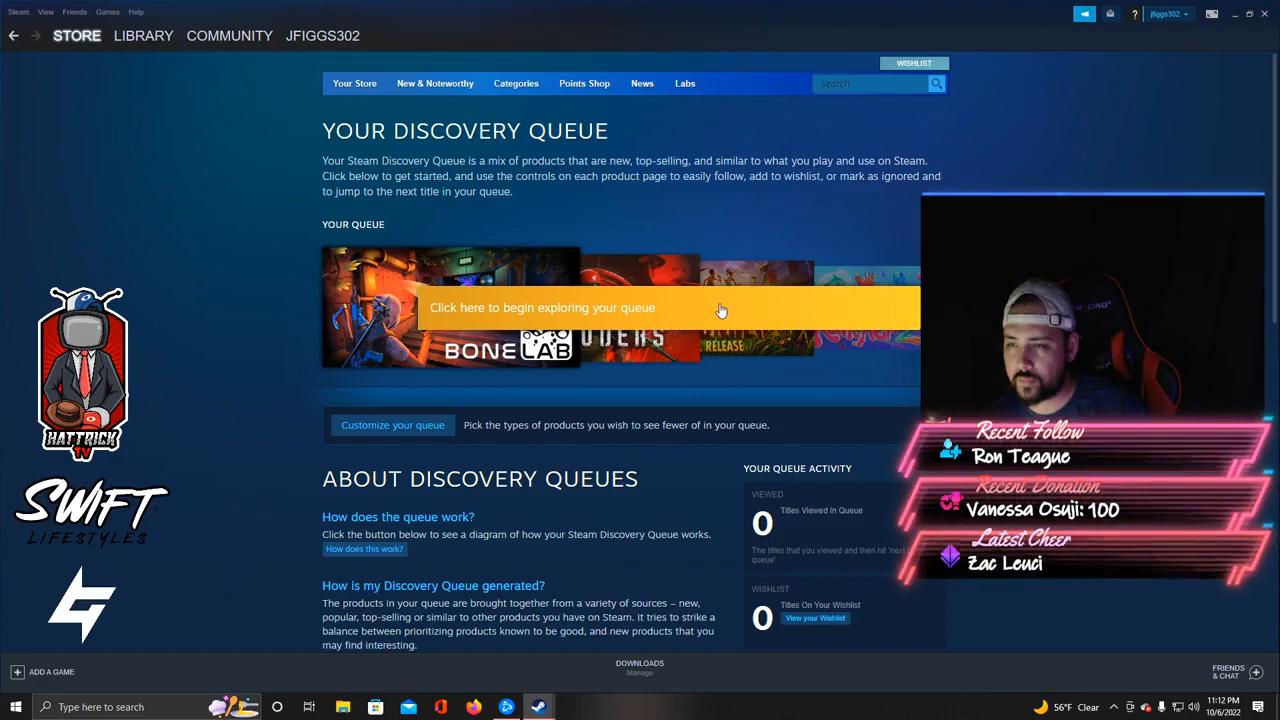 Steam View Friends Games Help
jfiggs302
STORE LIBRARY COMMUNITY JFIGGS302
WISHLIST
Your Store New & Noteworthy Categories Points Shop News Labs
search
YOUR DISCOVERY QUEUE
Your Steam Discovery Queue is a mix of products that are new, top-selling, and similar to what you play and use on Steam.
Click below to get started, and use the controls on each product page to easily follow, add to wishlist, or mark as ignored and
to jump to the next title in your queue.
YOUR QUEUE
Click here to begin exploring your queue
BONELAB
RELEASE
Customize your queue
Pick the types of products you wish to see fewer of in your queue.
ABOUT DISCOVERY QUEUES
How does the queue work?
Click the button below to see a diagram of how your Steam Discovery Queue works.
How does this work?
How is my Discovery Queue generated?
The products in your queue are brought together from a variety of sources – new,
popular, top-selling or similar to other products you have on Steam. It tries to strike a
balance between prioritizing products known to be good, and new products that you
may find interesting.
YOUR QUEUE ACTIVITY
VIEWED
0 Titles Viewed In Queue
The titles that you viewed and then hit 'next
queue'
WISHLIST
0 Titles On Your Wishlist
View your Wishlist
Recent Follow
Ron Teague
Recent Donation
Vanessa Osuji: 100
Latest Cheer
Zac Leuci
HATTRICK
TV
SWIFT
LIFESTYLES
ADD A GAME
DOWNLOADS
Manage
FRIENDS
& CHAT
Type here to search
56°F Clear
11:12 PM
10/6/2022